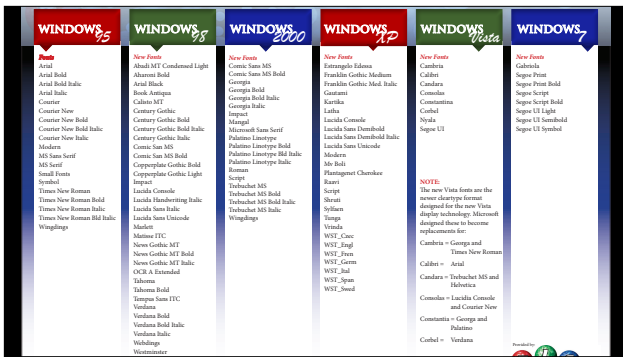 WINDOWS 95
Fonts
Arial
Arial Bold
Arial Bold Italic
Arial Italic
Courier
Courier New
Courier New Bold
Courier New Bold Italic
Courier New Italic
Modern
MS Sans Serif
MS Serif
Small Fonts
Symbol
Times New Roman
Times New Roman Bold
Times New Roman Italic
Times New Roman Bld Italic
Wingdings
WINDOWS 98
New Fonts
Abadi MT Condensed Light
Aharoni Bold
Arial Black
Book Antiqua
Calisto MT
Century Gothic
Century Gothic Bold
Century Gothic Bold Italic
Century Gothic Italic
Comic San MS
Comic San MS Bold
Copperplate Gothic Bold
Copperplate Gothic Light
Impact
Lucida Console
Lucida Handwriting Italic
Lucida Sans Italic
Lucida Sans Unicode
Marlett
Matisse ITC
News Gothic MT
News Gothic MT Bold
News Gothic MT Italic
OCR A Extended
Tahoma
Tahoma Bold
Tempus Sans ITC
Verdana
Verdana Bold
Verdana Bold Italic
Verdana Italic
Webdings
Westminster
WINDOWS 2000
New Fonts
Comic Sans MS
Comic Sans MS Bold
Georgia
Georgia Bold
Georgia Bold Italic
Georgia Italic
Impact
Mangal
Microsoft Sans Serif
Palatino Linotype
Palatino Linotype Bold
Palatino Linotype Bld Italic
Palatino Linotype Italic
Roman
Script
Trebuchet MS
Trebuchet MS Bold
Trebuchet MS Bold Italic
Trebuchet MS Italic
Wingdings
WINDOWS XP
New Fonts
Estrangelo Edessa
Franklin Gothic Medium
Franklin Gothic Med. Italic
Gautami
Kartika
Latha
Lucida Console
Lucida Sans Demibold
Lucida Sans Demibold Italic
Lucida Sans Unicode
Modern
Mv Boli
Plantagenet Cherokee
Raavi
Script
Shruti
Sylfaen
Tunga
Vrinda
WST_Czec
WST_Engl
WST_Fren
WST_Germ
WST_Ital
WST_Span
WST_Swed
WINDOWS Vista
New Fonts
Cambria
Calibri
Candara
Consolas
Constantina
Corbel
Nyala
Segoe UI
NOTE:
The new Vista fonts are the
newer cleartype format
designed for the new Vista
display technology. Microsoft
designed these to become
replacements for:
Cambria = Georga and
Times New Roman
Calibri = Arial
Candara = Trebuchet MS and
Helvetica
Consolas = Lucidia Console
and Courier New
Constantia = Georga and
Palatino
Corbel = Verdana
WINDOWS 7
New Fonts
Gabriola
Segoe Print
Segoe Print Bold
Segoe Script
Segoe Script Bold
Segoe UI Light
Segoe UI Semibold
Segoe UI Symbol
Provided by: